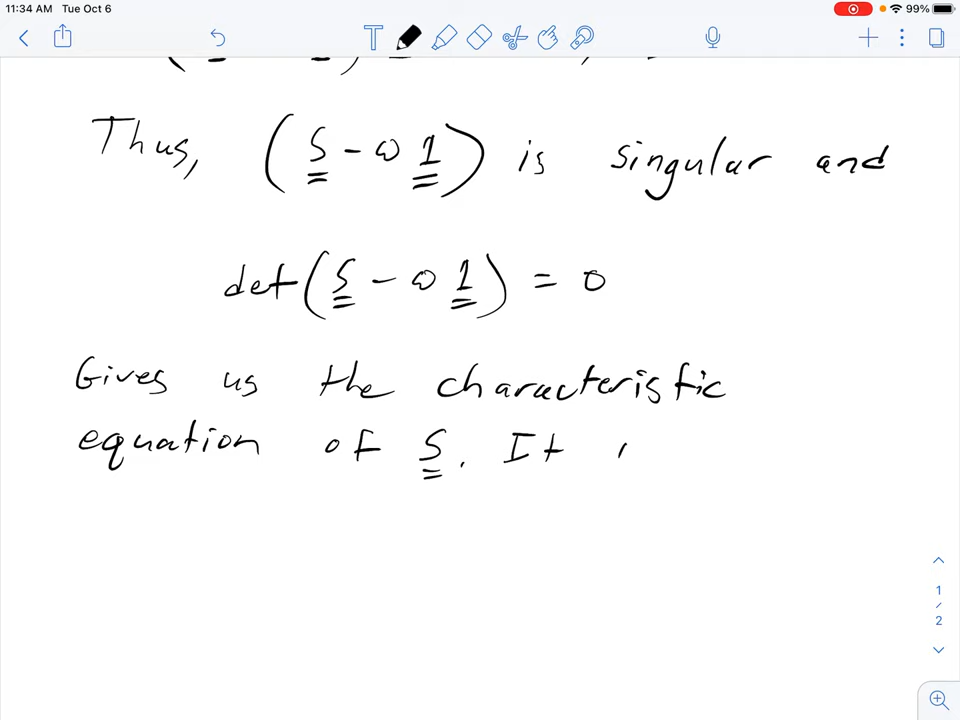 11:34 AM Tue Oct 6
99%
Thus, (S - ω 1) is singular and
det(S - ω 1) = 0
Gives us the characteristic
equation of S. It
1
/
2